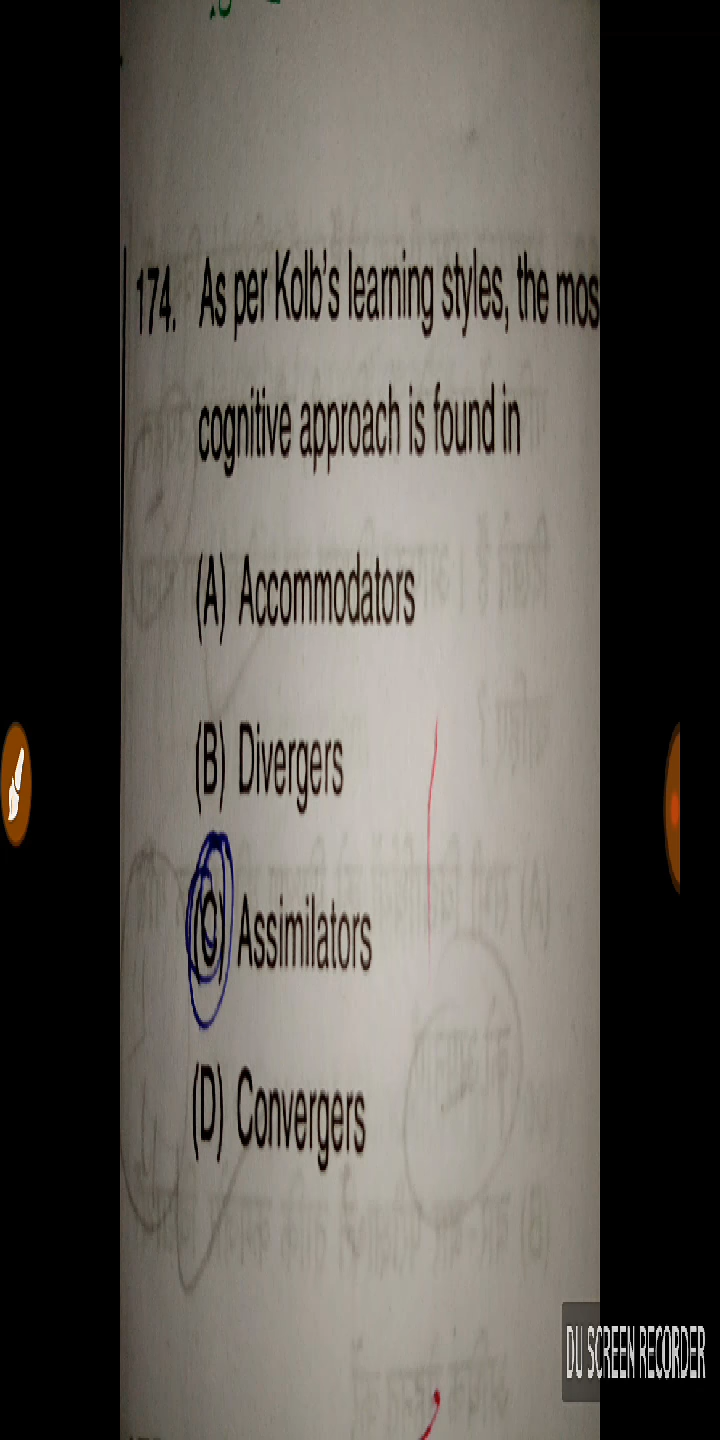 174. As per Kolb's learning styles, the mos
cognitive approach is found in
(A) Accommodators
(B) Divergers
(C) Assimilators
(D) Convergers
DU SCREEN RECORDER